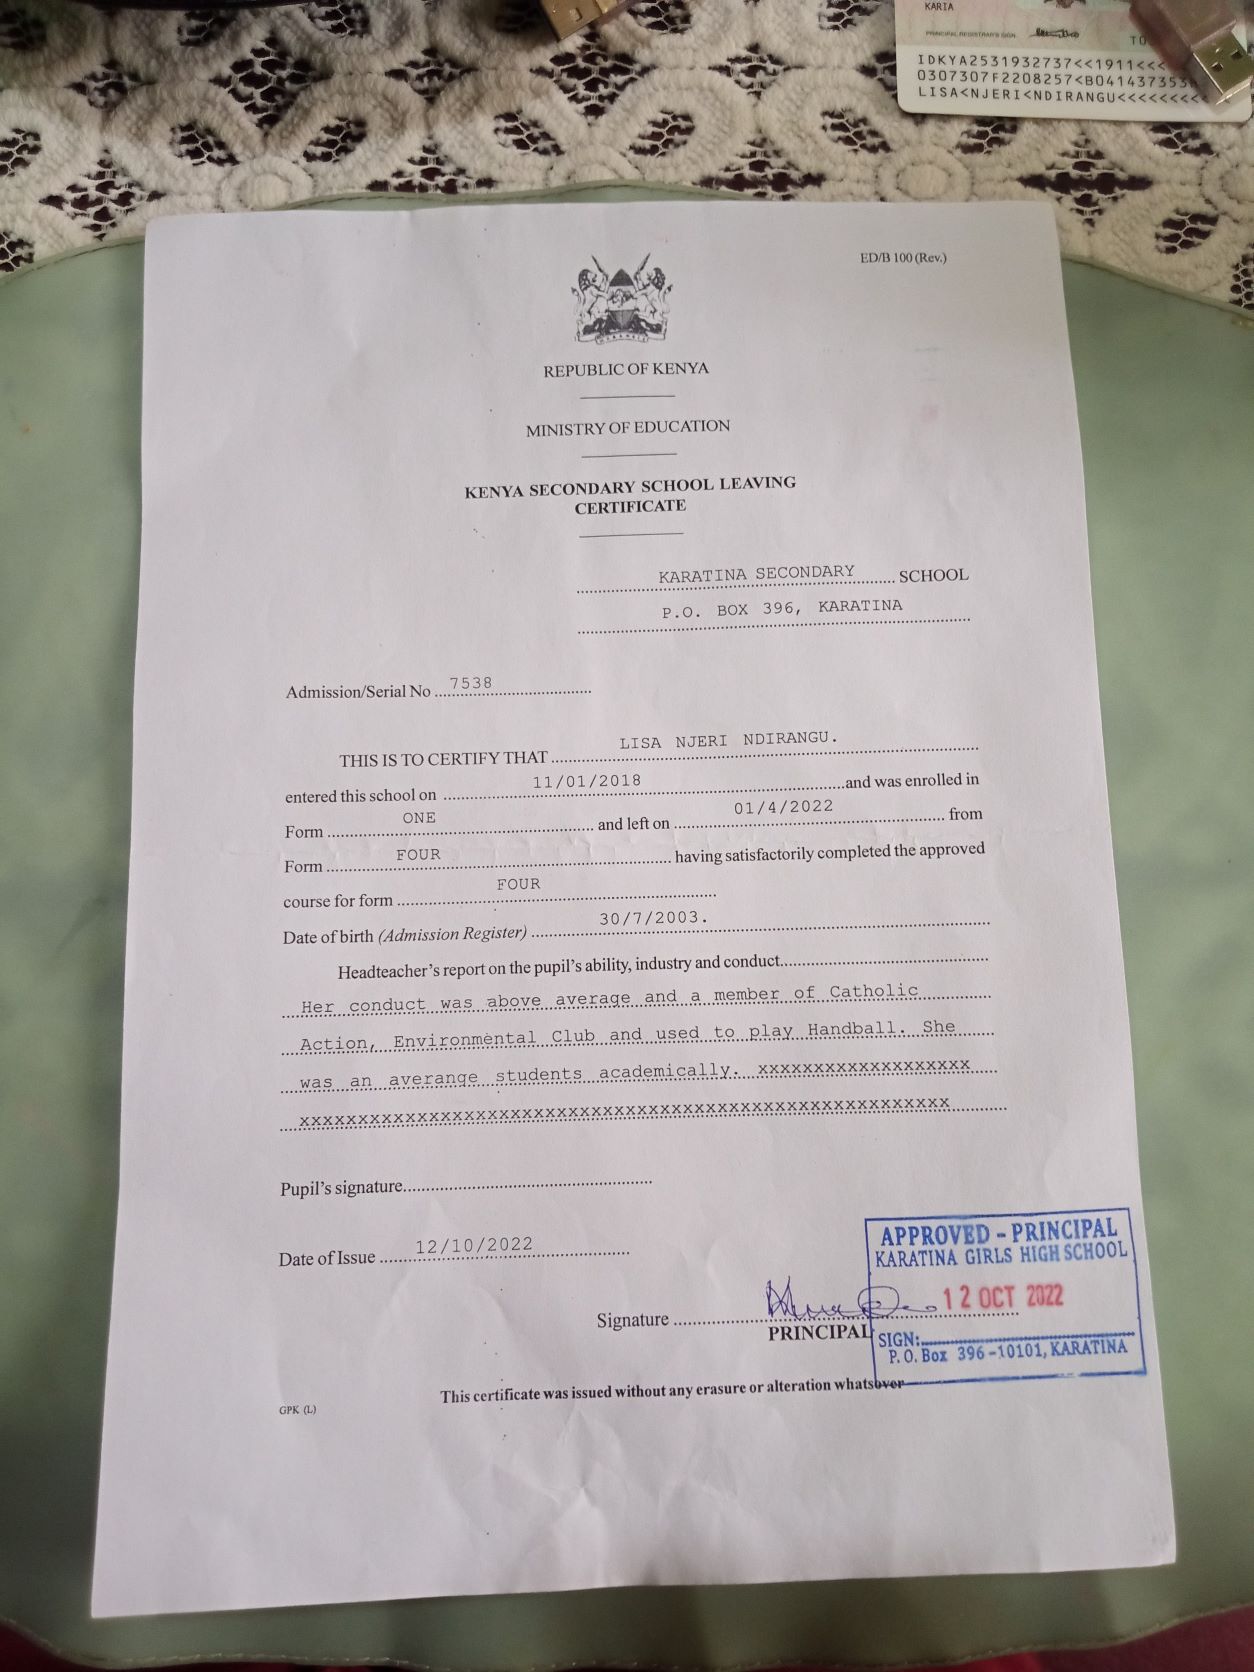 KARIA
PRINCIPAL REGISTRAR'S SIGN.
IDKYA2531932737<<1911<<<
0307307F2208257<B041437353
LISA<NJERI<NDIRANGU<<<<<<<<<
ED/B 100 (Rev.)
REPUBLIC OF KENYA
MINISTRY OF EDUCATION
KENYA SECONDARY SCHOOL LEAVING
CERTIFICATE
KARATINA SECONDARY SCHOOL
P.O. BOX 396, KARATINA
Admission/Serial No 7538
THIS IS TO CERTIFY THAT LISA NJERI NDIRANGU.
entered this school on 11/01/2018 and was enrolled in
Form ONE and left on 01/4/2022 from
Form FOUR having satisfactorily completed the approved
course for form FOUR
Date of birth (Admission Register) 30/7/2003.
Headteacher's report on the pupil's ability, industry and conduct
Her conduct was above average and a member of Catholic
Action, Environmental Club and used to play Handball. She
was an averange students academically. xxxxxxxxxxxxxxxxxxxx
xxxxxxxxxxxxxxxxxxxxxxxxxxxxxxxxxxxxxxxxxxxxxxxxxxxxxxxxxxxxx
Pupil's signature
Date of Issue 12/10/2022
APPROVED - PRINCIPAL
KARATINA GIRLS HIGH SCHOOL
12 OCT 2022
Signature
PRINCIPAL
SIGN:
P.O. Box 396-10101, KARATINA
This certificate was issued without any erasure or alteration whatsover
GPK (L)